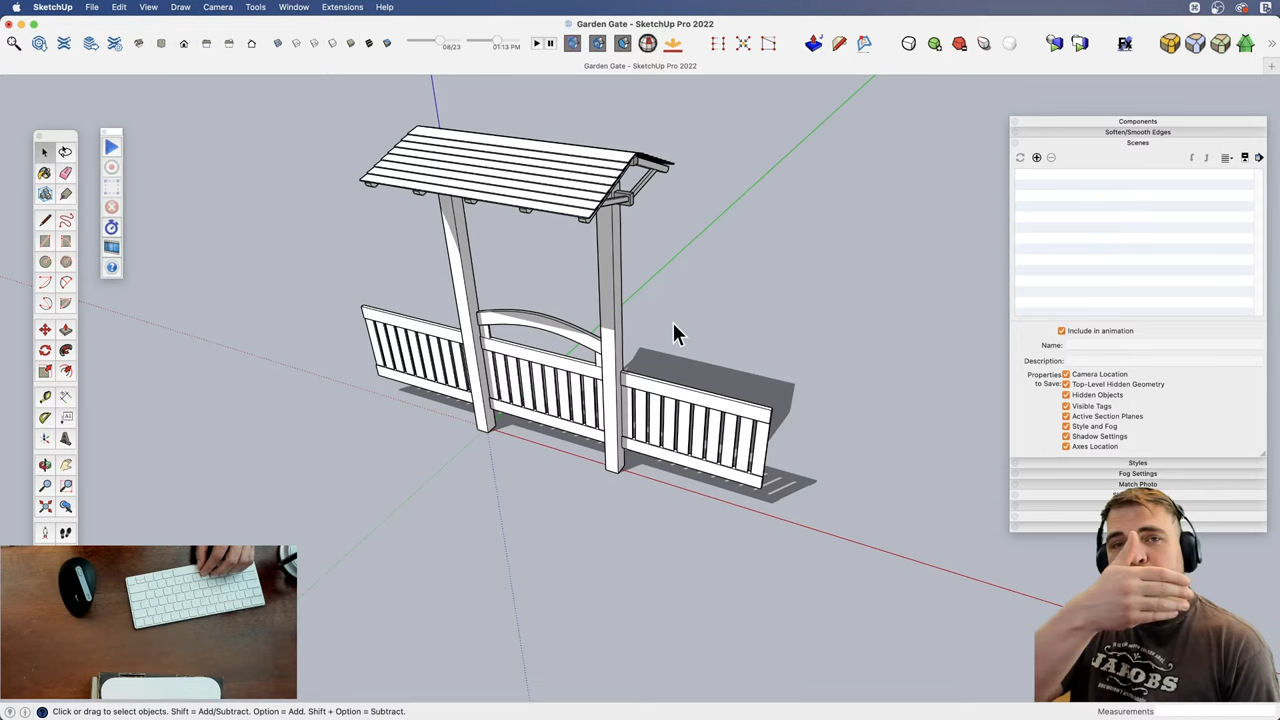 SketchUp File Edit View Draw Camera Tools Window Extensions Help
Garden Gate - SketchUp Pro 2022
08/23 01:13 PM
Garden Gate - SketchUp Pro 2022
Components
Soften/Smooth Edges
Scenes
Include in animation
Name:
Description:
Properties to Save:
Camera Location
Top-Level Hidden Geometry
Hidden Objects
Visible Tags
Active Section Planes
Style and Fog
Shadow Settings
Axes Location
Styles
Fog Settings
Match Photo
JAKOBS
Click or drag to select objects. Shift = Add/Subtract. Option = Add. Shift + Option = Subtract.
Measurements